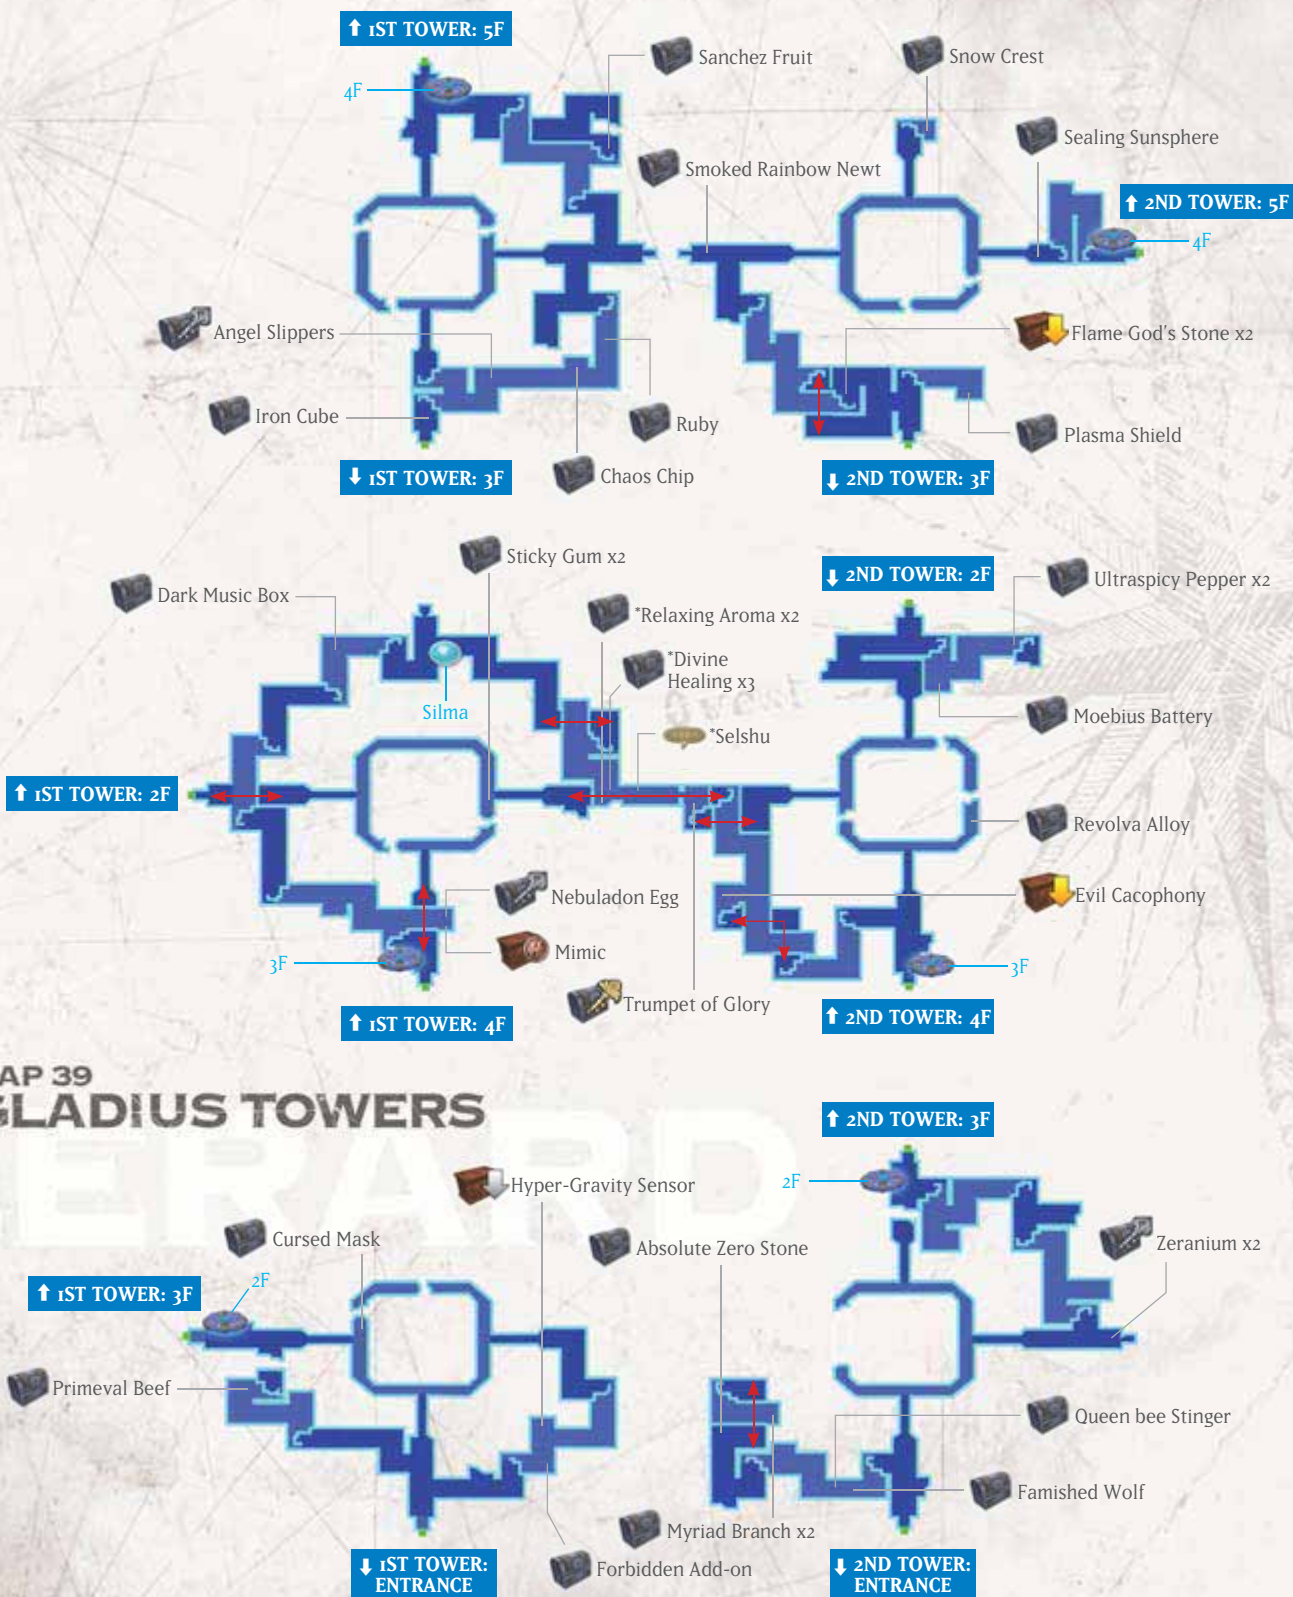 1ST TOWER: 5F
Sanchez Fruit
Snow Crest
4F
Sealing Sunsphere
Smoked Rainbow Newt
2ND TOWER: 5F
4F
Angel Slippers
Flame God's Stone x2
Iron Cube
Ruby
Plasma Shield
Chaos Chip
1ST TOWER: 3F
2ND TOWER: 3F
Sticky Gum x2
2ND TOWER: 2F
Ultraspicy Pepper x2
Dark Music Box
*Relaxing Aroma x2
*Divine
Healing x3
Silma
*Selshu
Moebius Battery
1ST TOWER: 2F
Revolva Alloy
Nebuladon Egg
Evil Cacophony
Mimic
3F
3F
Trumpet of Glory
1ST TOWER: 4F
2ND TOWER: 4F
AP 39
GLADIUS TOWERS
ERARD
2ND TOWER: 3F
Hyper-Gravity Sensor
2F
Cursed Mask
Absolute Zero Stone
Zeranium x2
1ST TOWER: 3F
2F
Primeval Beef
Queen bee Stinger
Famished Wolf
Myriad Branch x2
Forbidden Add-on
1ST TOWER:
ENTRANCE
2ND TOWER:
ENTRANCE